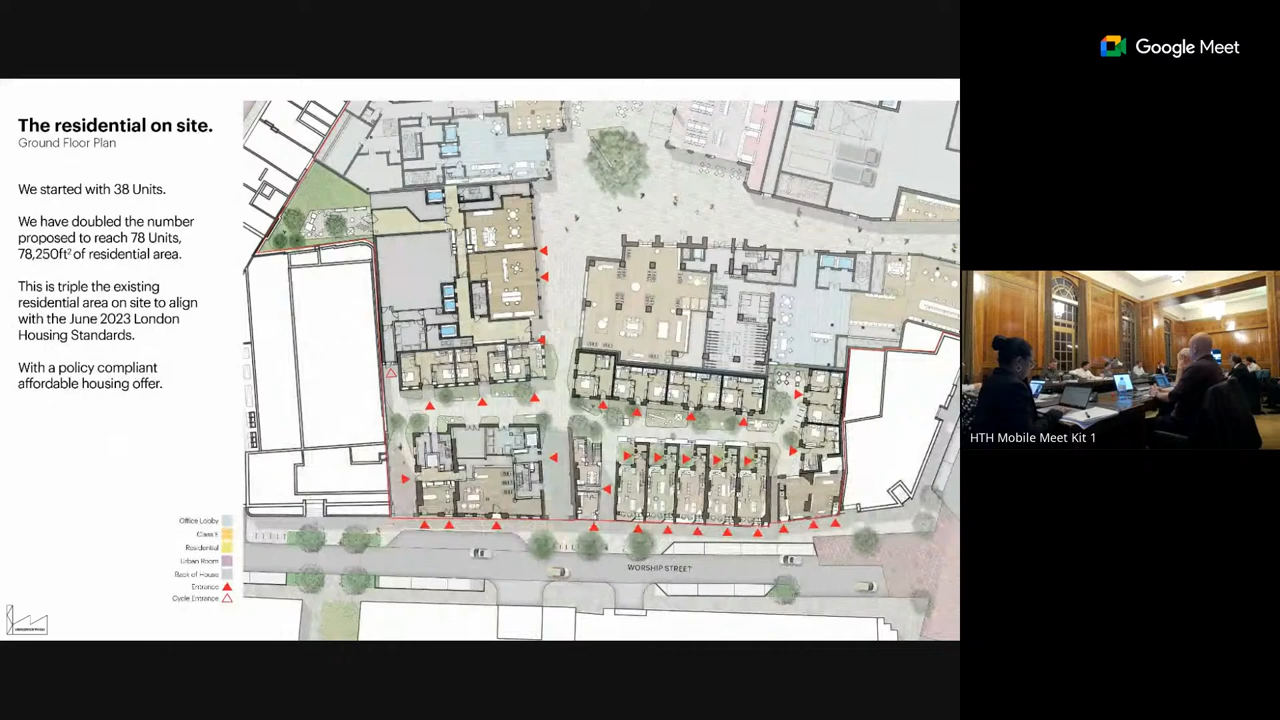 Google Meet
The residential on site.
Ground Floor Plan
We started with 38 Units.
We have doubled the number
proposed to reach 78 Units,
78,250ft² of residential area.
This is triple the existing
residential area on site to align
with the June 2023 London
Housing Standards.
With a policy compliant
affordable housing offer.
Office Lobby
Class E
Residential
Urban Room
Back of House
Entrance
Cycle Entrance
WORSHIP STREET
HTH Mobile Meet Kit 1